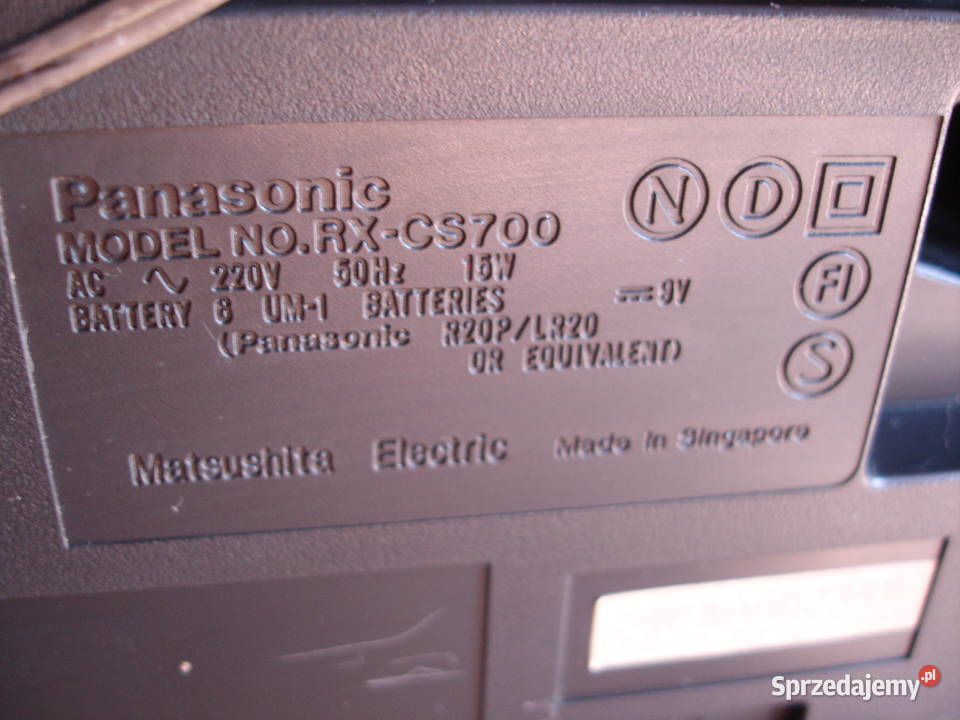 Panasonic
MODEL NO. RX-CS700
AC ~ 220V 50Hz 15W
BATTERY 6 UM-1 BATTERIES ⎓9V
(Panasonic R20P/LR20
OR EQUIVALENT)
N D
FI
S
Matsushita Electric Made in Singapore
Sprzedajemy.pl